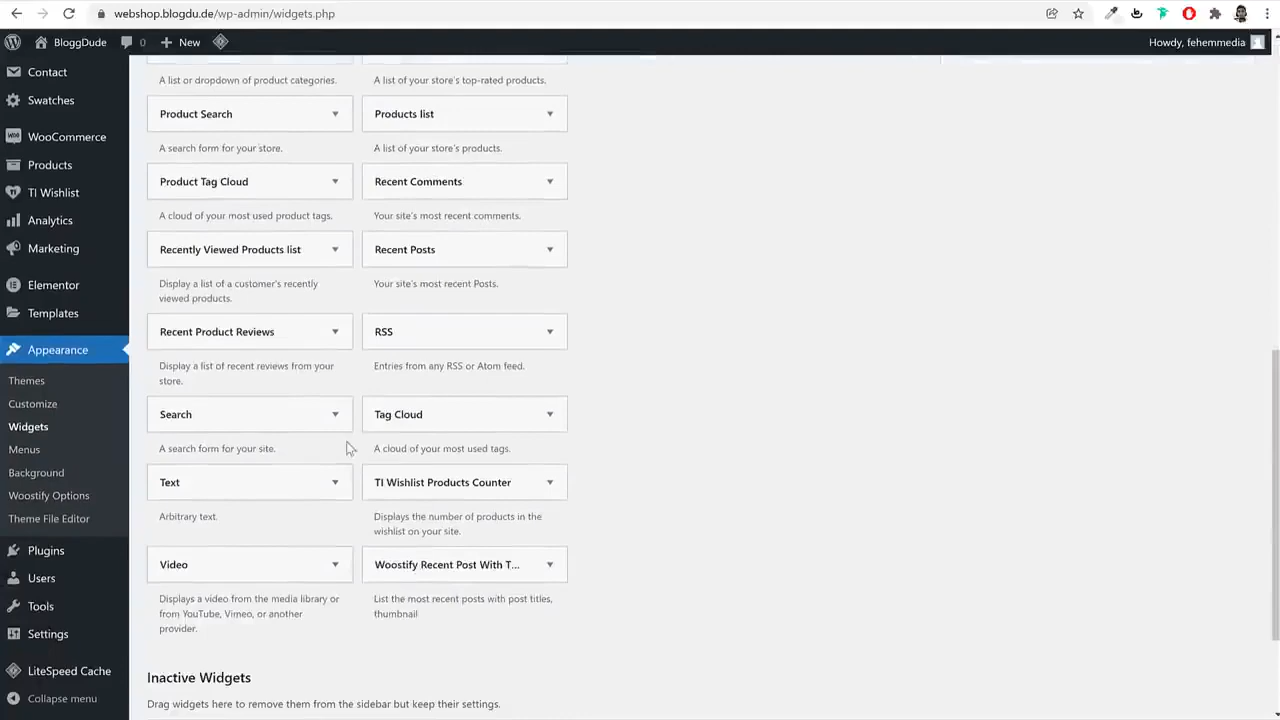 webshop.blogdu.de/wp-admin/widgets.php
BloggDude
0
New
Howdy, fehemmedia
Contact
Swatches
WooCommerce
Products
TI Wishlist
Analytics
Marketing
Elementor
Templates
Appearance
Themes
Customize
Widgets
Menus
Background
Woostify Options
Theme File Editor
Plugins
Users
Tools
Settings
LiteSpeed Cache
Collapse menu
A list or dropdown of product categories.
A list of your store's top-rated products.
Product Search
Products list
A search form for your store.
A list of your store's products.
Product Tag Cloud
Recent Comments
A cloud of your most used product tags.
Your site's most recent comments.
Recently Viewed Products list
Recent Posts
Display a list of a customer's recently
viewed products.
Your site's most recent Posts.
Recent Product Reviews
RSS
Display a list of recent reviews from your
store.
Entries from any RSS or Atom feed.
Search
Tag Cloud
A search form for your site.
A cloud of your most used tags.
Text
TI Wishlist Products Counter
Arbitrary text.
Displays the number of products in the
wishlist on your site.
Video
Woostify Recent Post With T...
Displays a video from the media library or
from YouTube, Vimeo, or another
provider.
List the most recent posts with post titles,
thumbnail
Inactive Widgets
Drag widgets here to remove them from the sidebar but keep their settings.